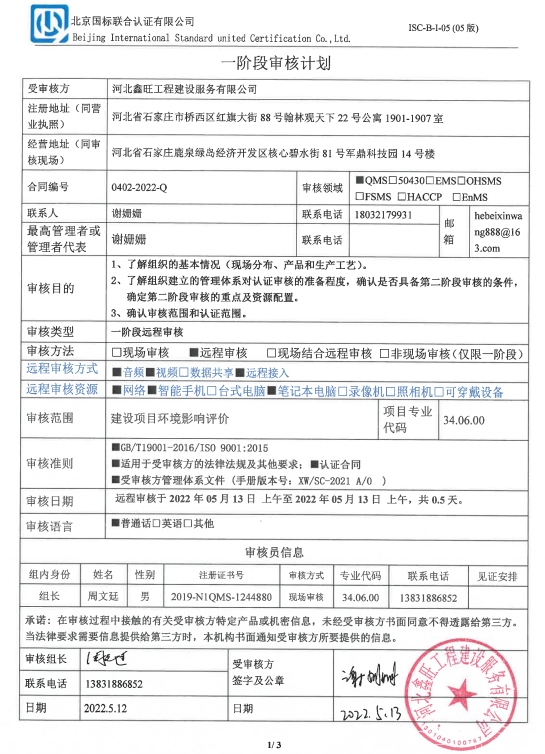 北京国标联合认证有限公司
Beijing International Standard united Certification Co.,Ltd.
ISC-B-I-05 (05 版)
一阶段审核计划
受审核方 河北鑫旺工程建设服务有限公司
注册地址（同营业执照） 河北省石家庄市桥西区红旗大街 88 号翰林观天下 22 号公寓 1901-1907 室
经营地址（同审核现场） 河北省石家庄鹿泉绿岛经济开发区核心碧水街 81 号军鼎科技园 14 号楼
合同编号 0402-2022-Q 审核领域 ■QMS□50430□EMS□OHSMS
□FSMS □HACCP □EnMS
联系人 谢姗姗 联系电话 18032179931 邮箱 hebeixinwang888@163.com
最高管理者或管理者代表 谢姗姗 联系电话
审核目的
1、了解组织的基本情况（现场分布、产品和生产工艺）。
2、了解组织建立的管理体系对认证审核的准备程度，确认是否具备第二阶段审核的条件，
确定第二阶段审核的重点及资源配置。
3、确认审核范围和认证范围。
审核类型 一阶段远程审核
审核方法 □现场审核 ■远程审核 □现场结合远程审核 □非现场审核（仅限一阶段）
远程审核方式 ■音频■视频□数据共享■远程接入
远程审核资源 ■网络■智能手机□台式电脑■笔记本电脑□录像机□照相机□可穿戴设备
审核范围 建设项目环境影响评价 项目专业代码 34.06.00
审核准则
■GB/T19001-2016/ISO 9001:2015
■适用于受审核方的法律法规及其他要求；■认证合同
■受审核方管理体系文件（手册版本号：XW/SC-2021 A/0 ）
审核日期 远程审核于 2022 年 05 月 13 日 上午至 2022 年 05 月 13 日 上午，共 0.5 天。
审核语言 ■普通话□英语□其他
审核员信息
组内身份 姓名 性别 注册证书号 审核方式 专业代码 联系电话 见证安排
组长 周文廷 男 2019-N1QMS-1244880 现场审核 34.06.00 13831886852
承诺：在审核过程中接触的有关受审核方特定产品或机密信息，未经受审核方书面同意不得透露给第三方。
当法律要求需要信息提供给第三方时，本机构书面通知受审核方所要提供的信息。
审核组长 受审核方签字及公章 谢姗姗
联系电话 13831886852
日期 2022.5.12 2022.5.13
河北鑫旺工程建设服务有限公司
1/ 3